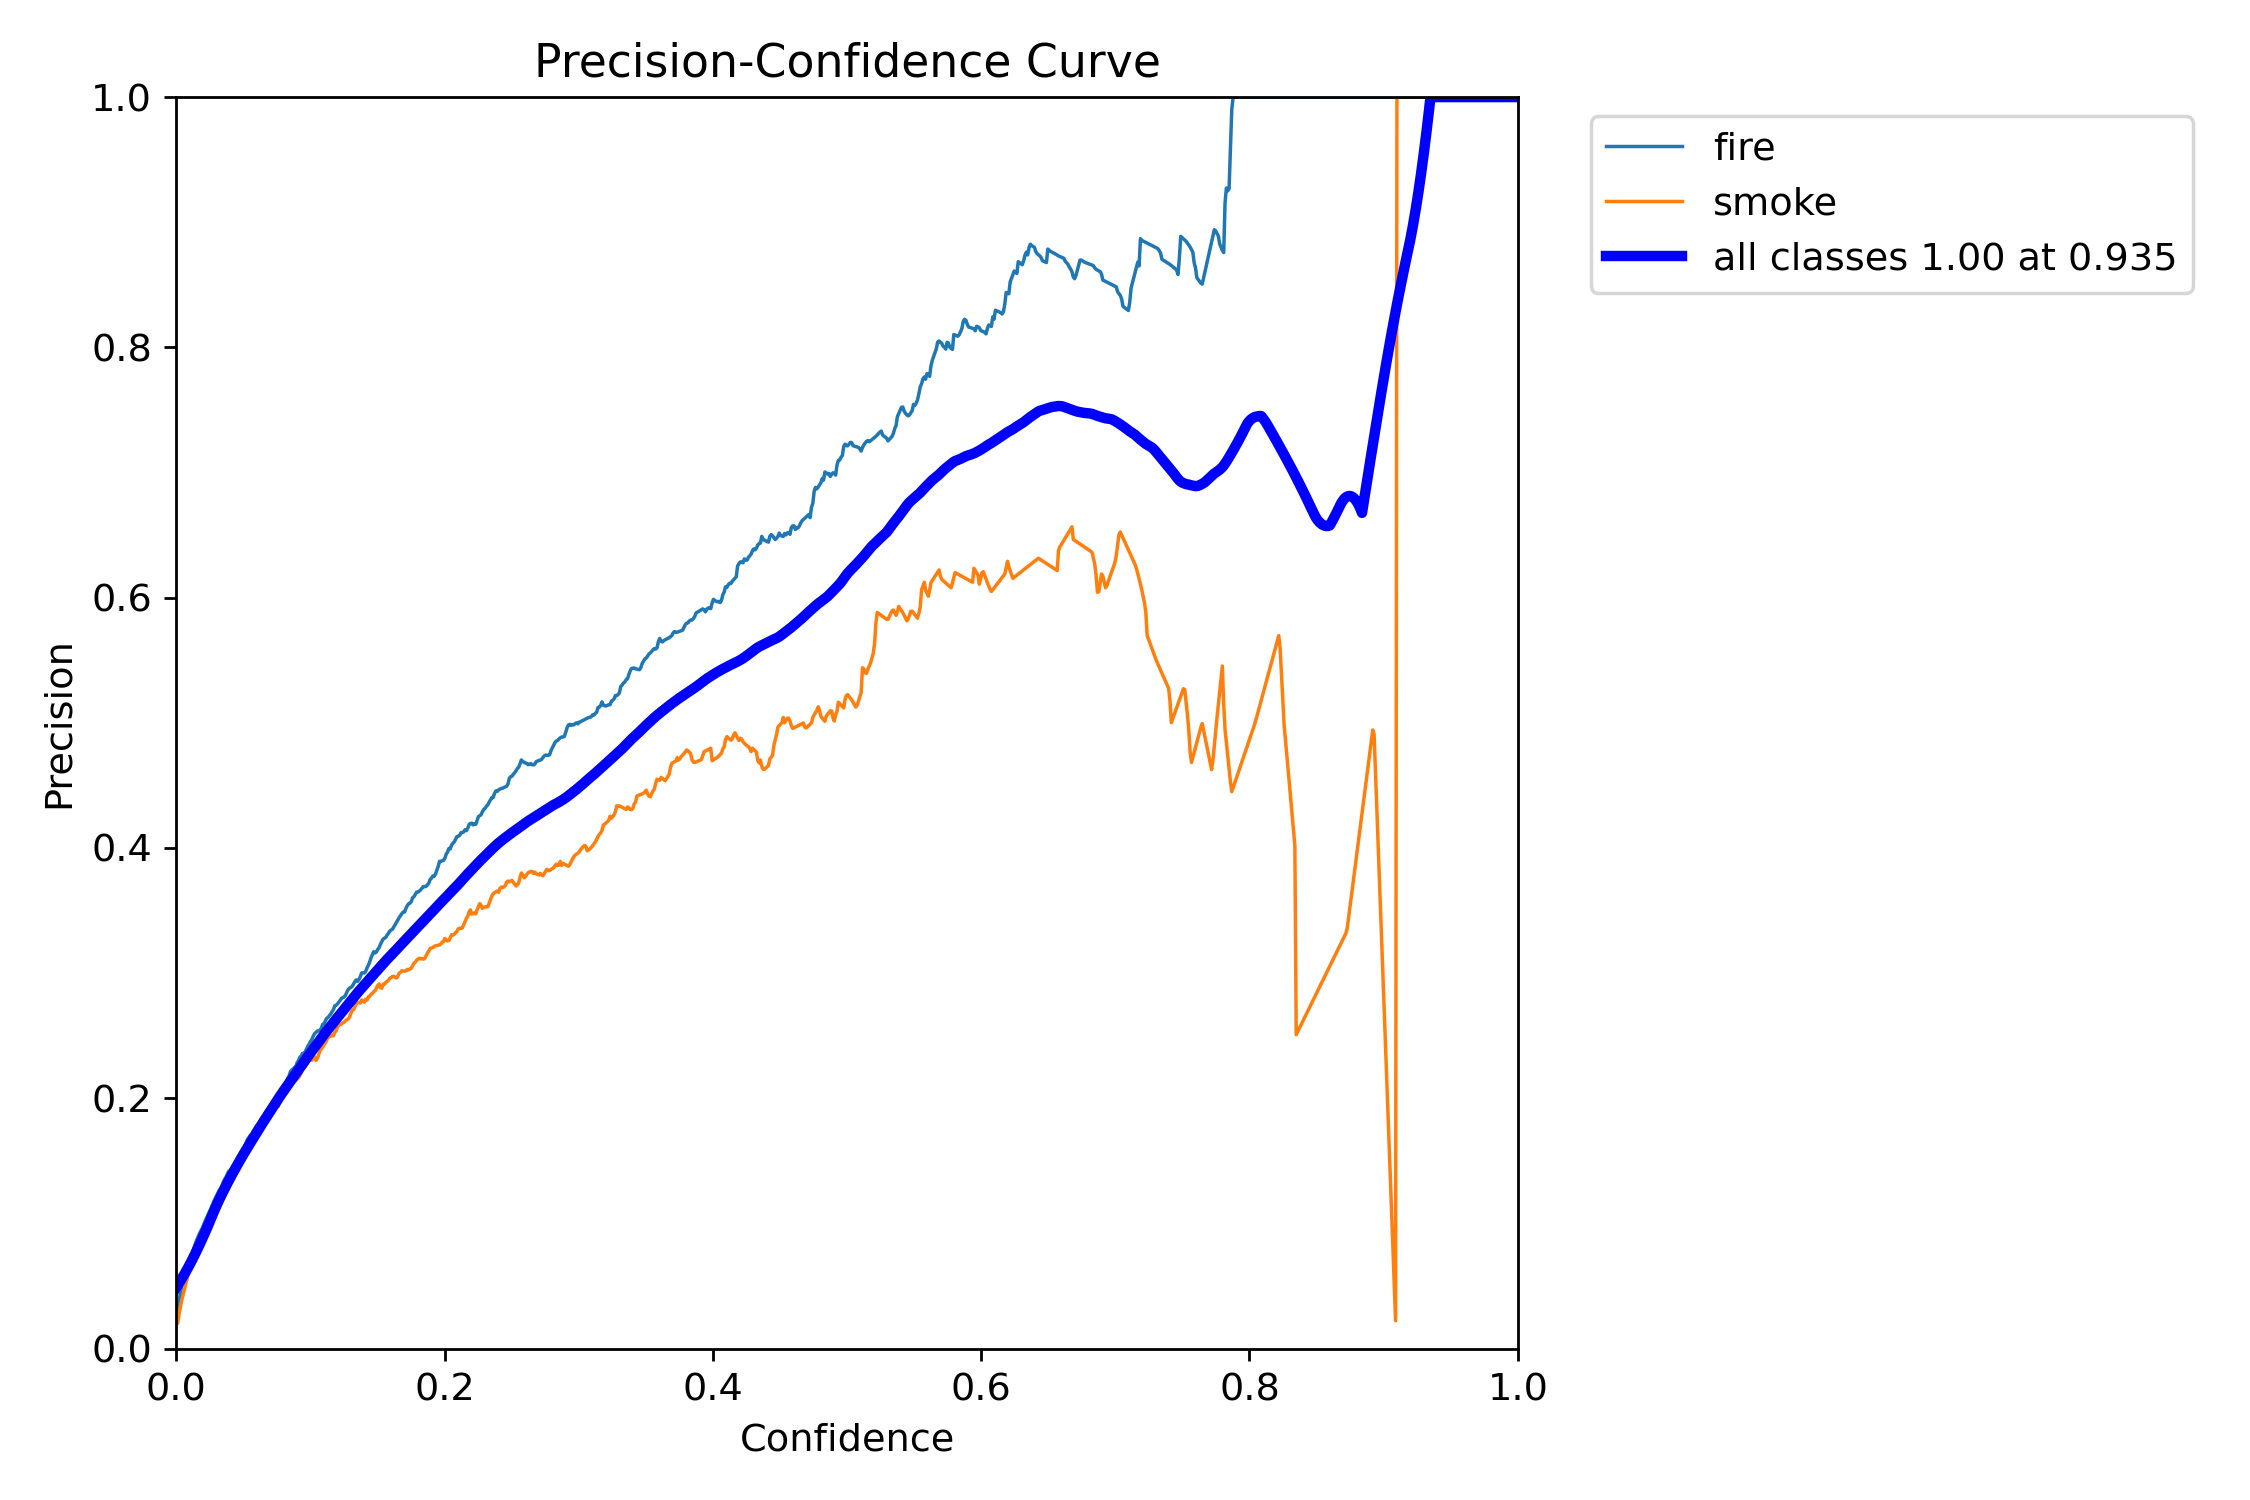 Precision-Confidence Curve
1.0
0.8
0.6
0.4
0.2
0.0
Precision
0.0 0.2 0.4 0.6 0.8 1.0
Confidence
fire
smoke
all classes 1.00 at 0.935